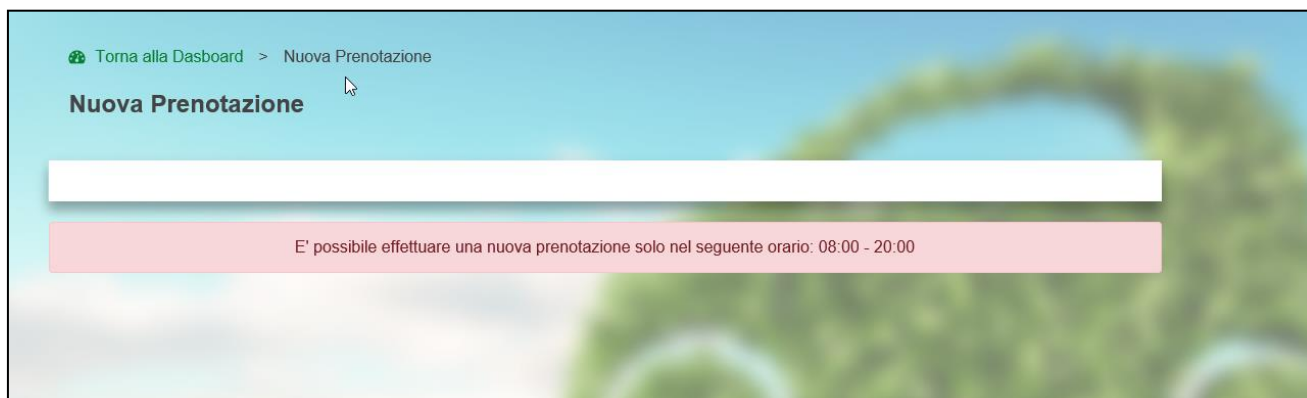 Torna alla Dasboard > Nuova Prenotazione
Nuova Prenotazione
E' possibile effettuare una nuova prenotazione solo nel seguente orario: 08:00 - 20:00